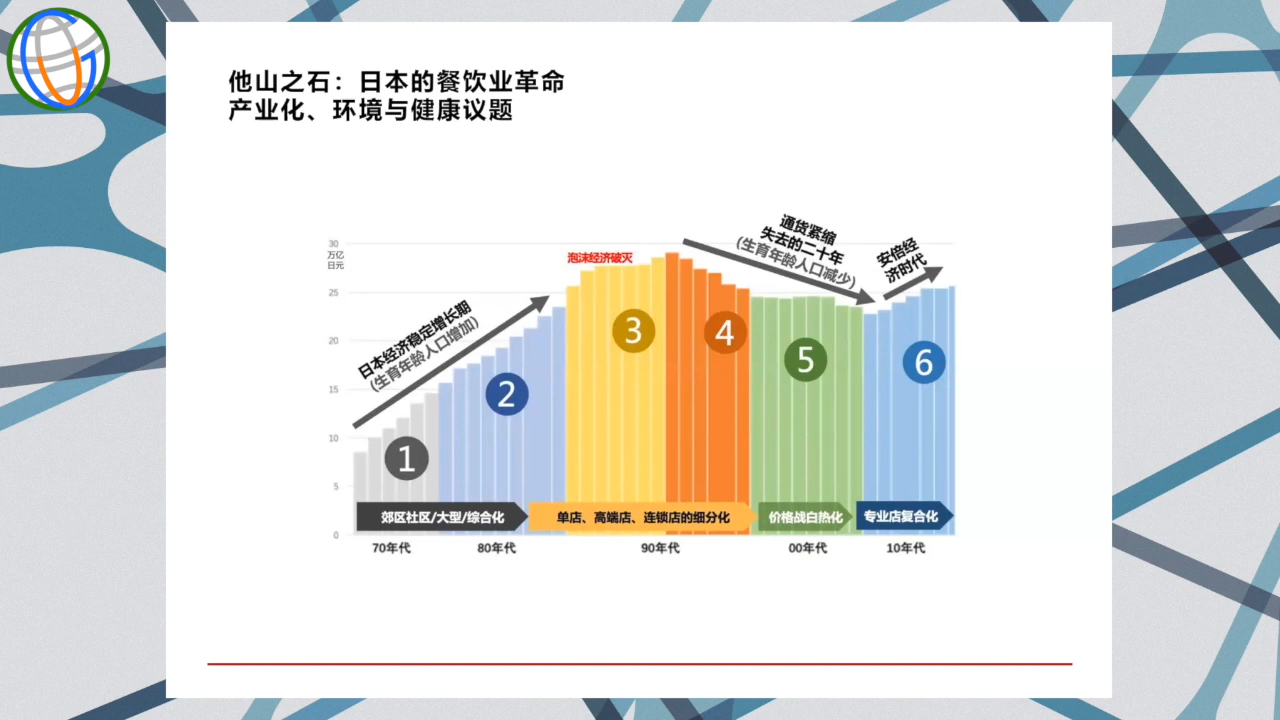 他山之石：日本的餐饮业革命
产业化、环境与健康议题
通货紧缩
失去的二十年
(生育年龄人口减少)
安倍经
济时代
30
万亿
日元
泡沫经济破灭
25
日本经济稳定增长期
(生育年龄人口增加)
20
15
10
5
0
1
2
3
4
5
6
郊区社区/大型/综合化
单店、高端店、连锁店的细分化
价格战白热化
专业店复合化
70年代
80年代
90年代
00年代
10年代